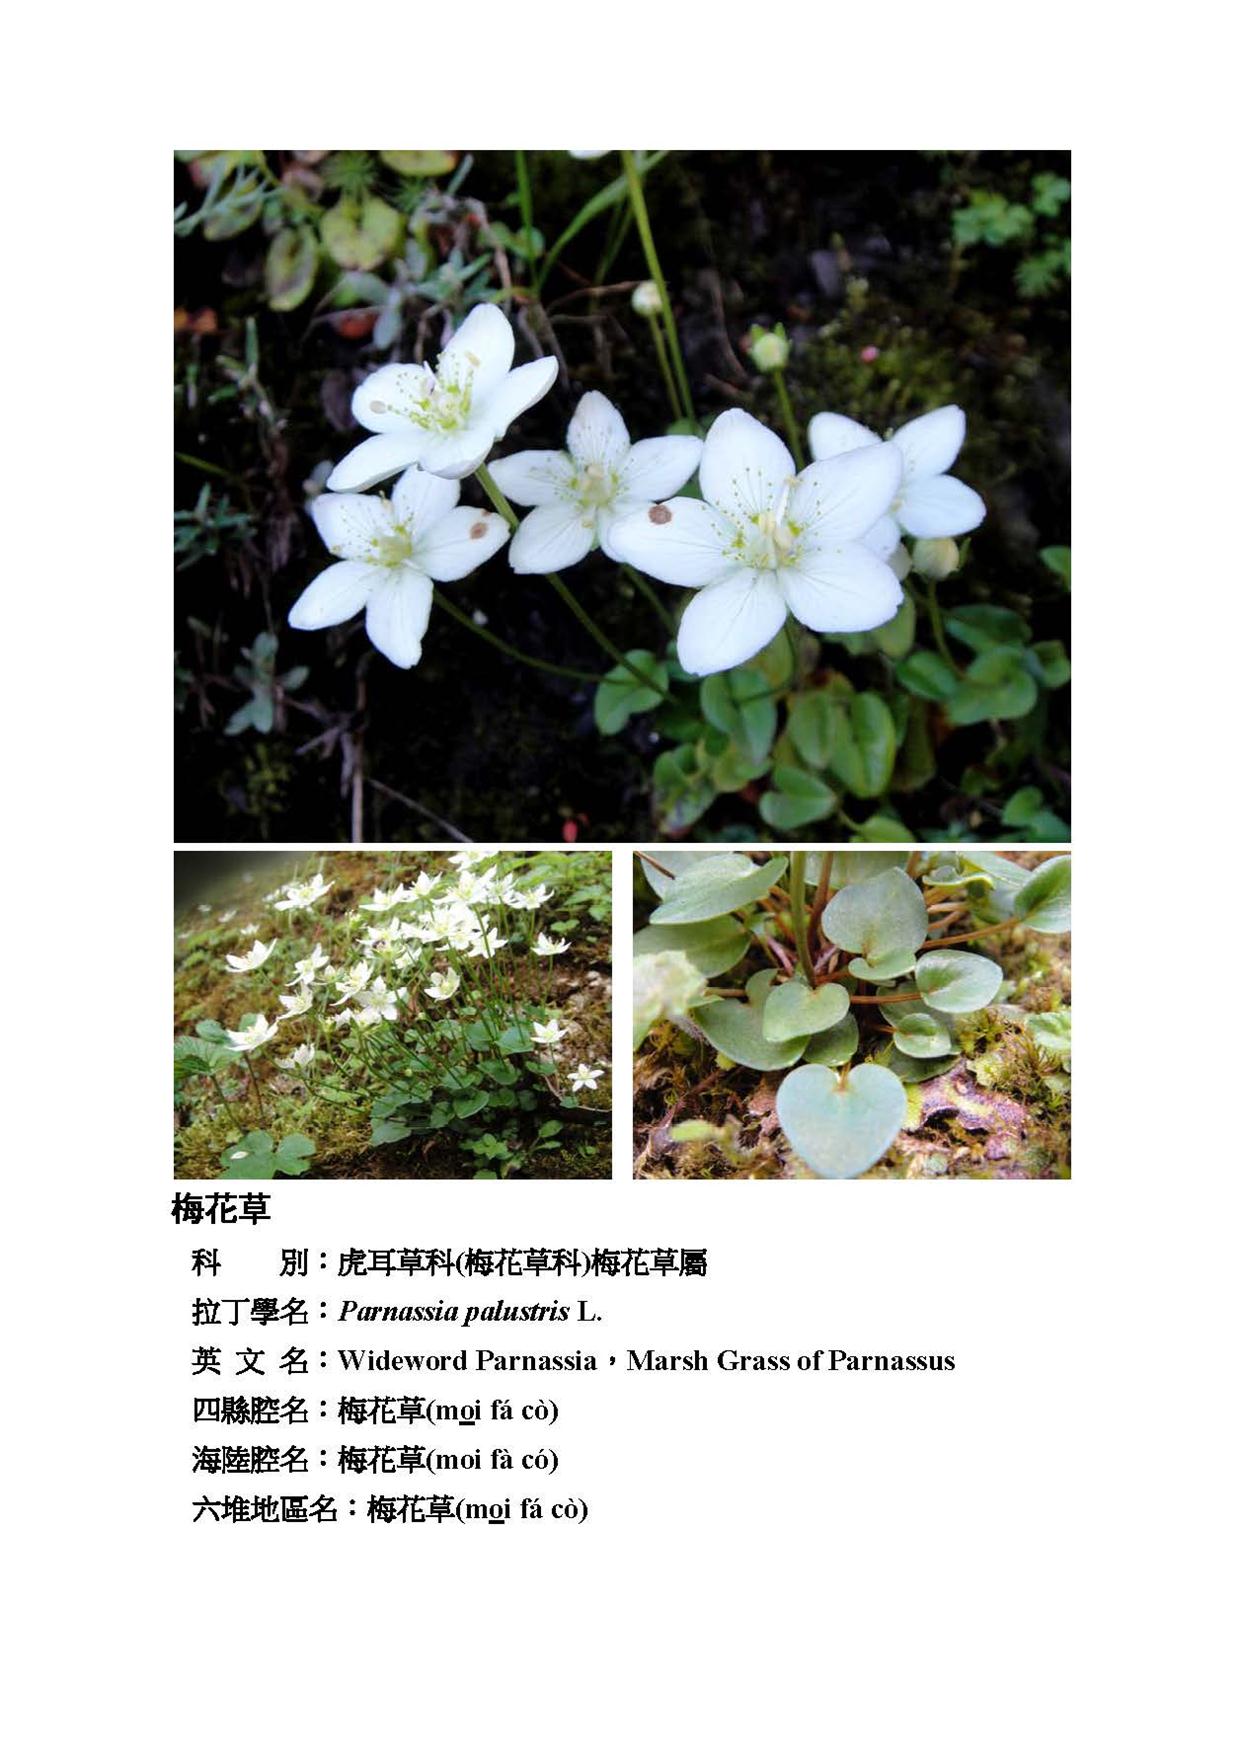 梅花草
科　　別：虎耳草科(梅花草科)梅花草屬
拉丁學名：Parnassia palustris L.
英 文 名：Wideword Parnassia，Marsh Grass of Parnassus
四縣腔名：梅花草(mo̲i fá cò)
海陸腔名：梅花草(moi fà có)
六堆地區名：梅花草(mo̲i fá cò)